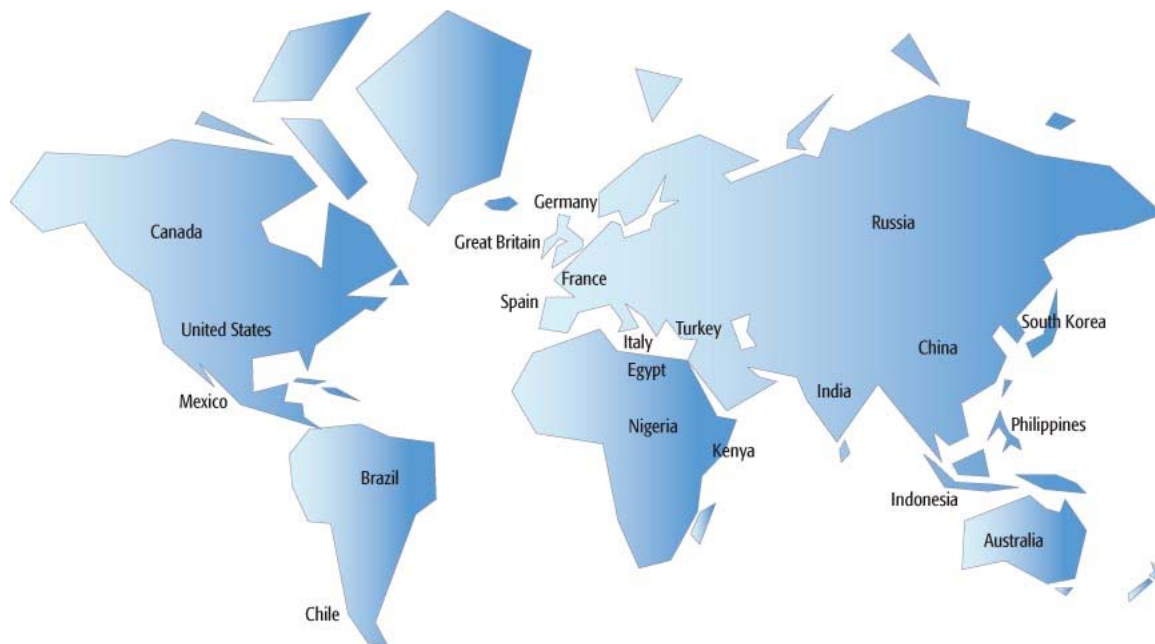 Germany
Canada
Russia
Great Britain
France
Spain
United States
Turkey
South Korea
Italy
China
Egypt
India
Mexico
Nigeria
Philippines
Kenya
Brazil
Indonesia
Australia
Chile